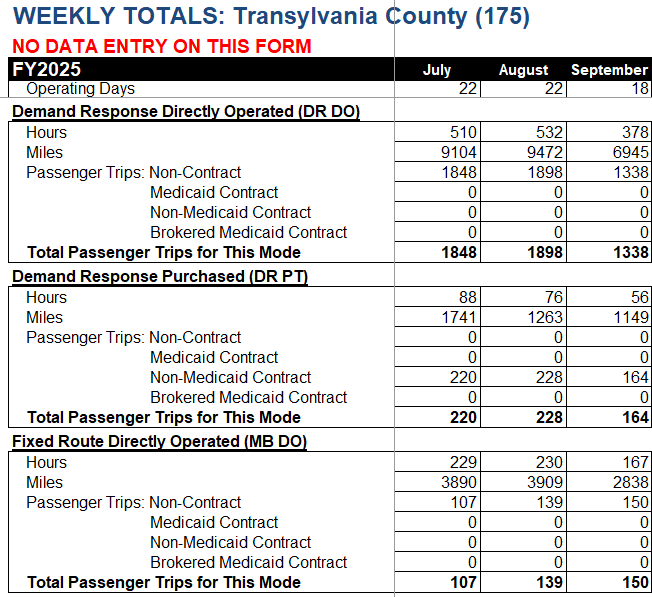 WEEKLY TOTALS: Transylvania County (175)
NO DATA ENTRY ON THIS FORM
FY2025 July August September
Operating Days 22 22 18
Demand Response Directly Operated (DR DO)
Hours 510 532 378
Miles 9104 9472 6945
Passenger Trips: Non-Contract 1848 1898 1338
Medicaid Contract 0 0 0
Non-Medicaid Contract 0 0 0
Brokered Medicaid Contract 0 0 0
Total Passenger Trips for This Mode 1848 1898 1338
Demand Response Purchased (DR PT)
Hours 88 76 56
Miles 1741 1263 1149
Passenger Trips: Non-Contract 0 0 0
Medicaid Contract 0 0 0
Non-Medicaid Contract 220 228 164
Brokered Medicaid Contract 0 0 0
Total Passenger Trips for This Mode 220 228 164
Fixed Route Directly Operated (MB DO)
Hours 229 230 167
Miles 3890 3909 2838
Passenger Trips: Non-Contract 107 139 150
Medicaid Contract 0 0 0
Non-Medicaid Contract 0 0 0
Brokered Medicaid Contract 0 0 0
Total Passenger Trips for This Mode 107 139 150